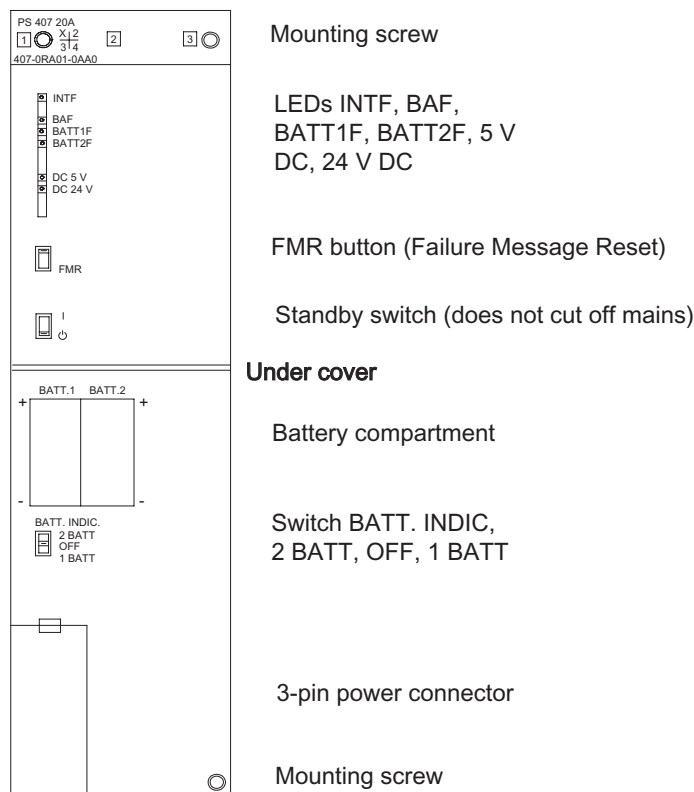 PS 407 20A
1 X 2 2 3
3 4
407-0RA01-0AA0
Mounting screw
INTF
BAF
BATT1F
BATT2F
DC 5 V
DC 24 V
LEDs INTF, BAF,
BATT1F, BATT2F, 5 V
DC, 24 V DC
FMR
FMR button (Failure Message Reset)
I
Standby switch (does not cut off mains)
Under cover
BATT.1 BATT.2
+ +
Battery compartment
- -
BATT. INDIC.
2 BATT
OFF
1 BATT
Switch BATT. INDIC,
2 BATT, OFF, 1 BATT
3-pin power connector
Mounting screw